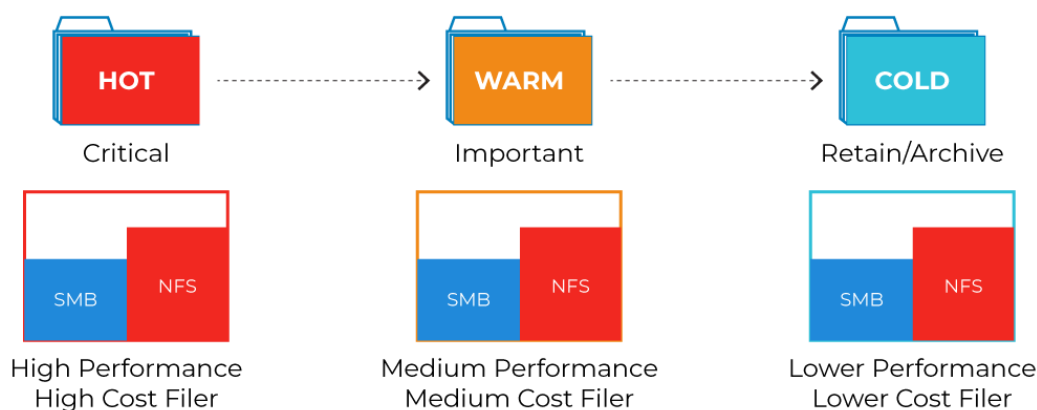 HOT
WARM
COLD
Critical
Important
Retain/Archive
SMB
NFS
SMB
NFS
SMB
NFS
High Performance
High Cost Filer
Medium Performance
Medium Cost Filer
Lower Performance
Lower Cost Filer